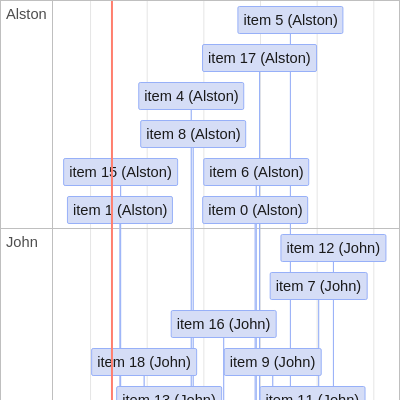 Alston
item 5 (Alston)
item 17 (Alston)
item 4 (Alston)
item 8 (Alston)
item 15 (Alston)
item 6 (Alston)
item 1 (Alston)
item 0 (Alston)
John
item 12 (John)
item 7 (John)
item 16 (John)
item 18 (John)
item 9 (John)
item 13 (John)
item 11 (John)